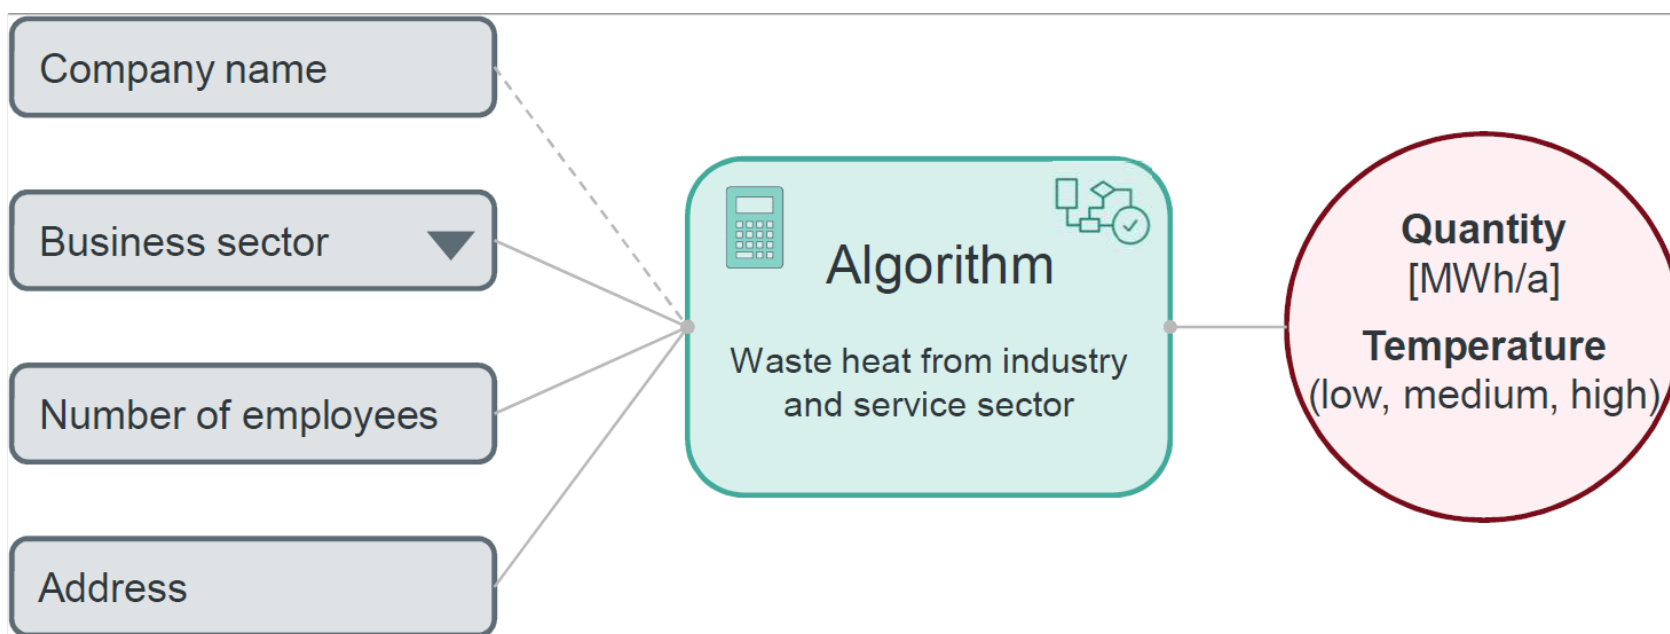 Company name
Business sector
Number of employees
Address
Algorithm
Waste heat from industry
and service sector
Quantity
[MWh/a]
Temperature
(low, medium, high)